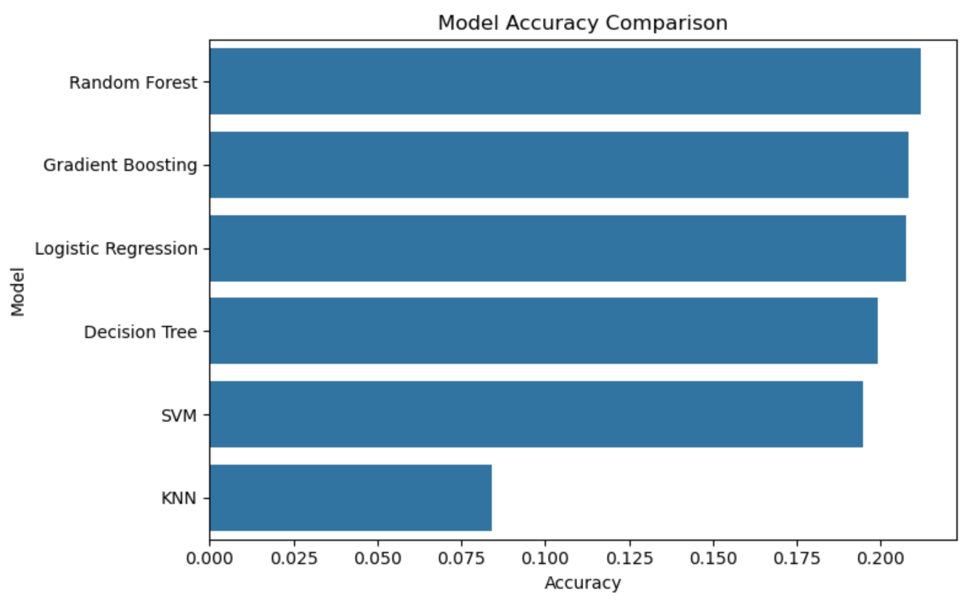 Model Accuracy Comparison
Random Forest
Gradient Boosting
Logistic Regression
Decision Tree
SVM
KNN
Model
0.000 0.025 0.050 0.075 0.100 0.125 0.150 0.175 0.200
Accuracy